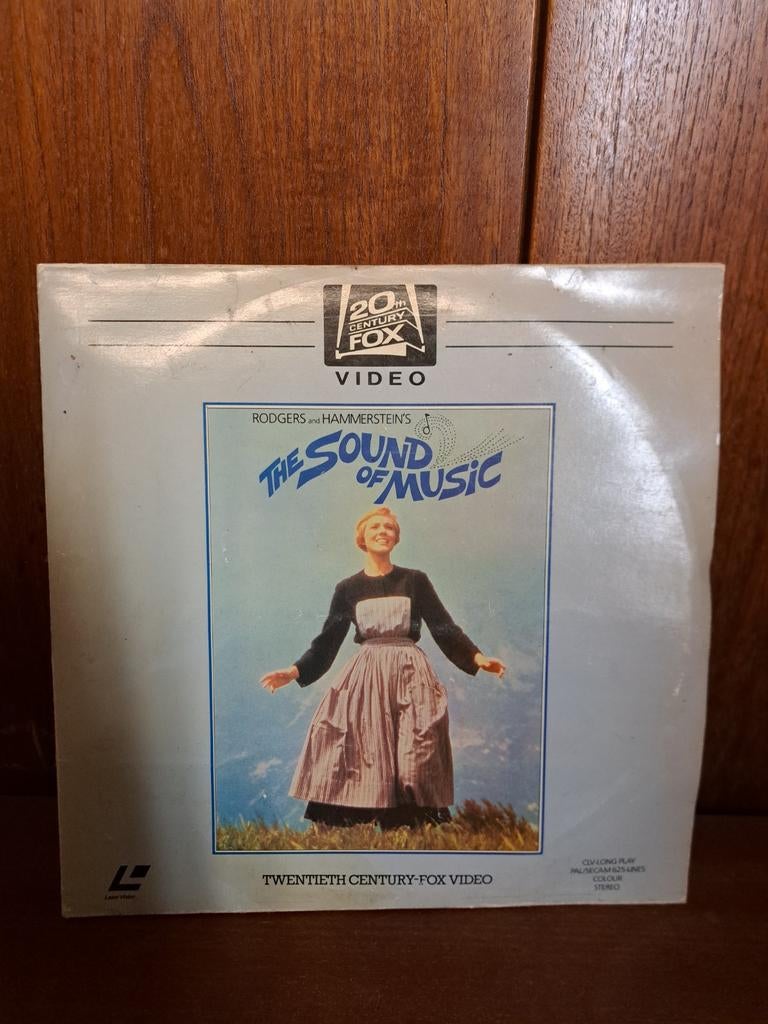 20th
CENTURY
FOX
VIDEO
RODGERS and HAMMERSTEIN'S
THE SOUND
OF MUSIC
TWENTIETH CENTURY-FOX VIDEO
LaserVision
CLV-LONG PLAY
PAL/SECAM 625-LINES
COLOUR
STEREO